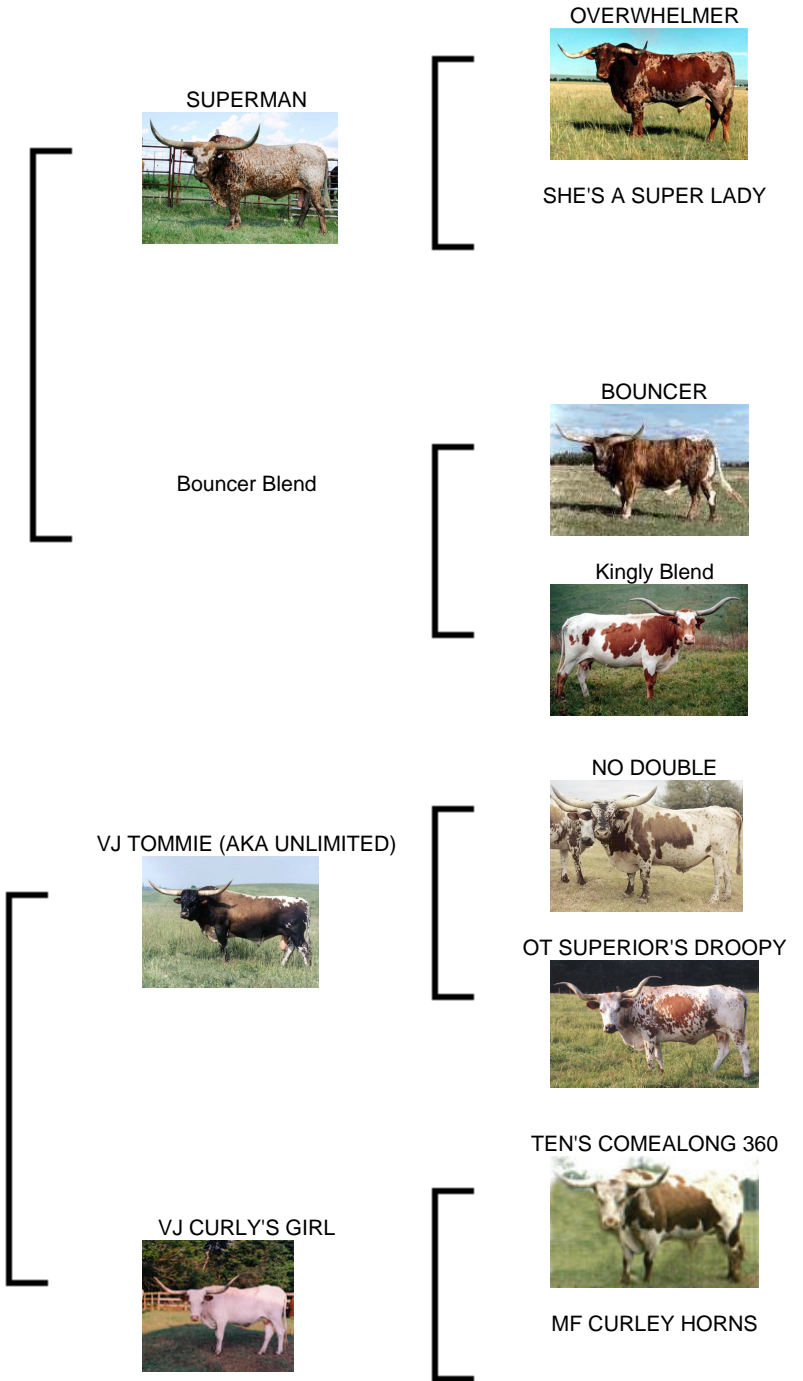 OVERWHELMER
SUPERMAN
SHE'S A SUPER LADY
BOUNCER
Bouncer Blend
Kingly Blend
NO DOUBLE
VJ TOMMIE (AKA UNLIMITED)
OT SUPERIOR'S DROOPY
TEN'S COMEALONG 360
VJ CURLY'S GIRL
MF CURLEY HORNS